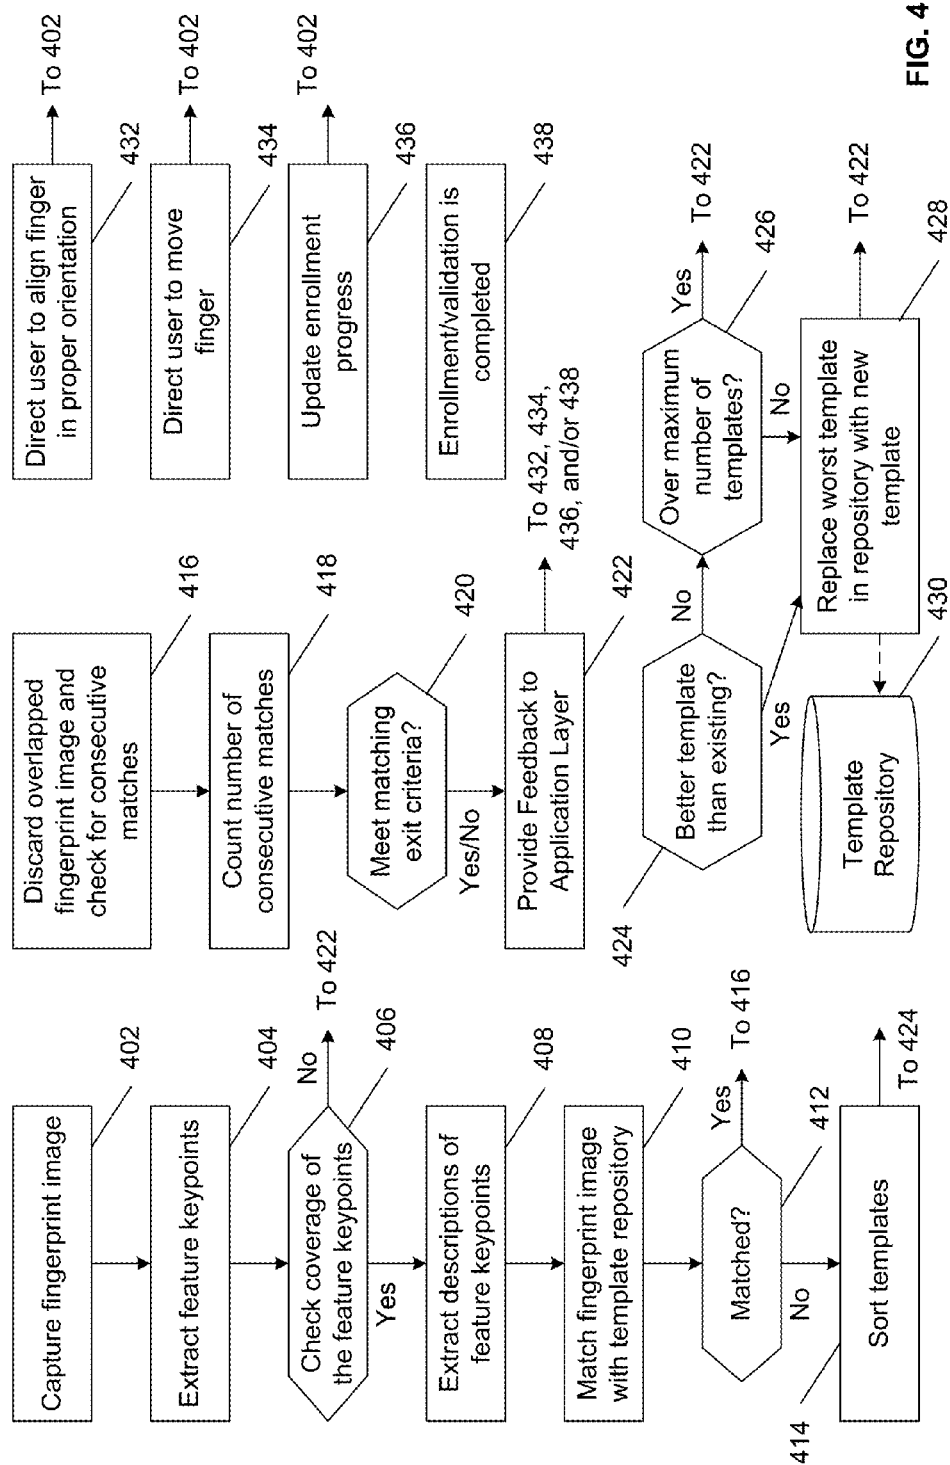 Capture fingerprint image
402
Extract feature keypoints
404
Check coverage of
the feature keypoints
406
No
To 422
Yes
Extract descriptions of
feature keypoints
408
Match fingerprint image
with template repository
410
Matched?
412
Yes
To 416
No
Sort templates
414
To 424
Discard overlapped
fingerprint image and
check for consecutive
matches
416
Count number of
consecutive matches
418
Meet matching
exit criteria?
420
Yes/No
Provide Feedback to
Application Layer
422
To 432, 434,
436, and/or 438
Better template
than existing?
424
No
Yes
Over maximum
number of
templates?
426
Yes
To 422
No
Replace worst template
in repository with new
template
428
To 422
Template
Repository
430
Direct user to align finger
in proper orientation
432
To 402
Direct user to move
finger
434
To 402
Update enrollment
progress
436
To 402
Enrollment/validation is
completed
438
FIG. 4